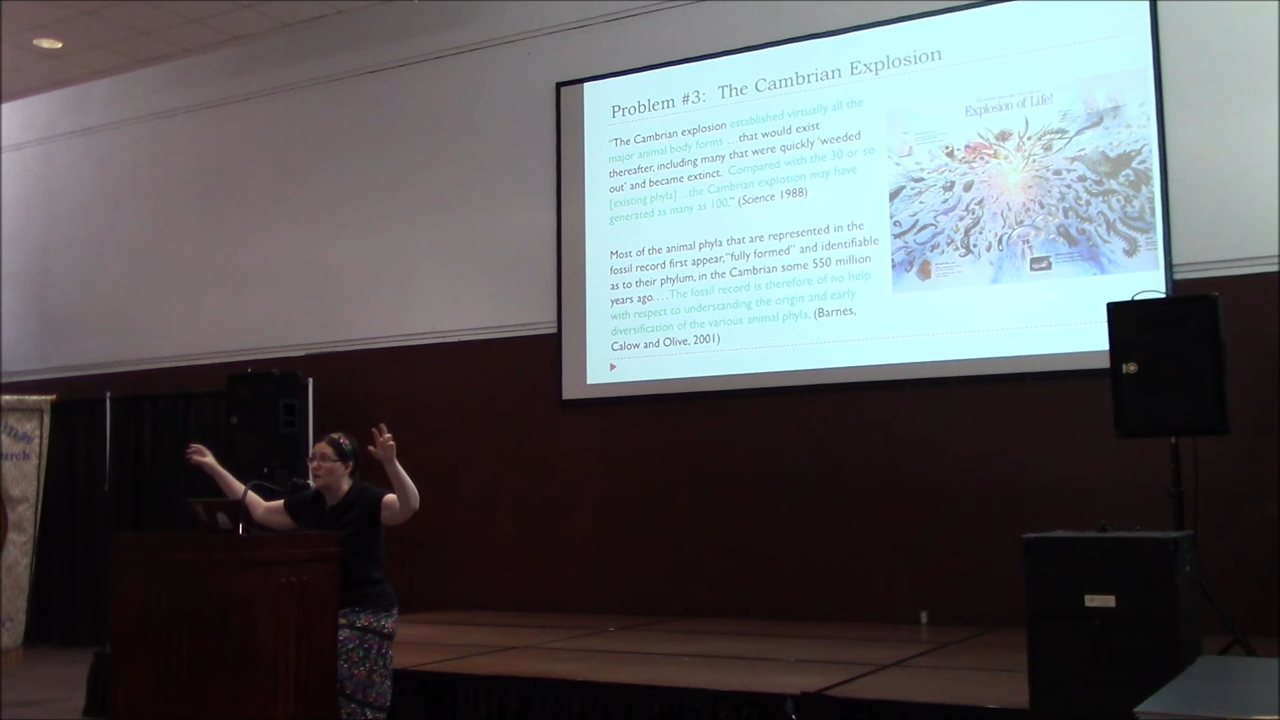 Problem #3: The Cambrian Explosion
"The Cambrian explosion established virtually all the
major animal body forms …that would exist
thereafter, including many that were quickly 'weeded
out' and became extinct. Compared with the 30 or so
[existing phyla]…the Cambrian explosion may have
generated as many as 100." (Science 1988)
Most of the animal phyla that are represented in the
fossil record first appear, "fully formed" and identifiable
as to their phylum, in the Cambrian some 550 million
years ago. . . .The fossil record is therefore of no help
with respect to understanding the origin and early
diversification of the various animal phyla. (Barnes,
Calow and Olive, 2001)
Explosion of Life!